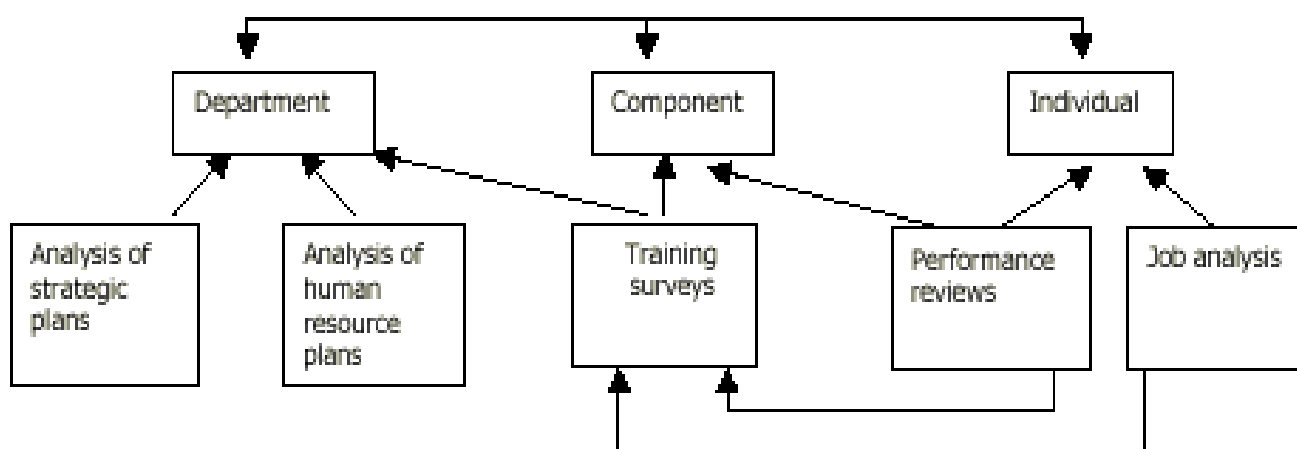 Department
Component
Individual
Analysis of
strategic
plans
Analysis of
human
resource
plans
Training
surveys
Performance
reviews
Job analysis